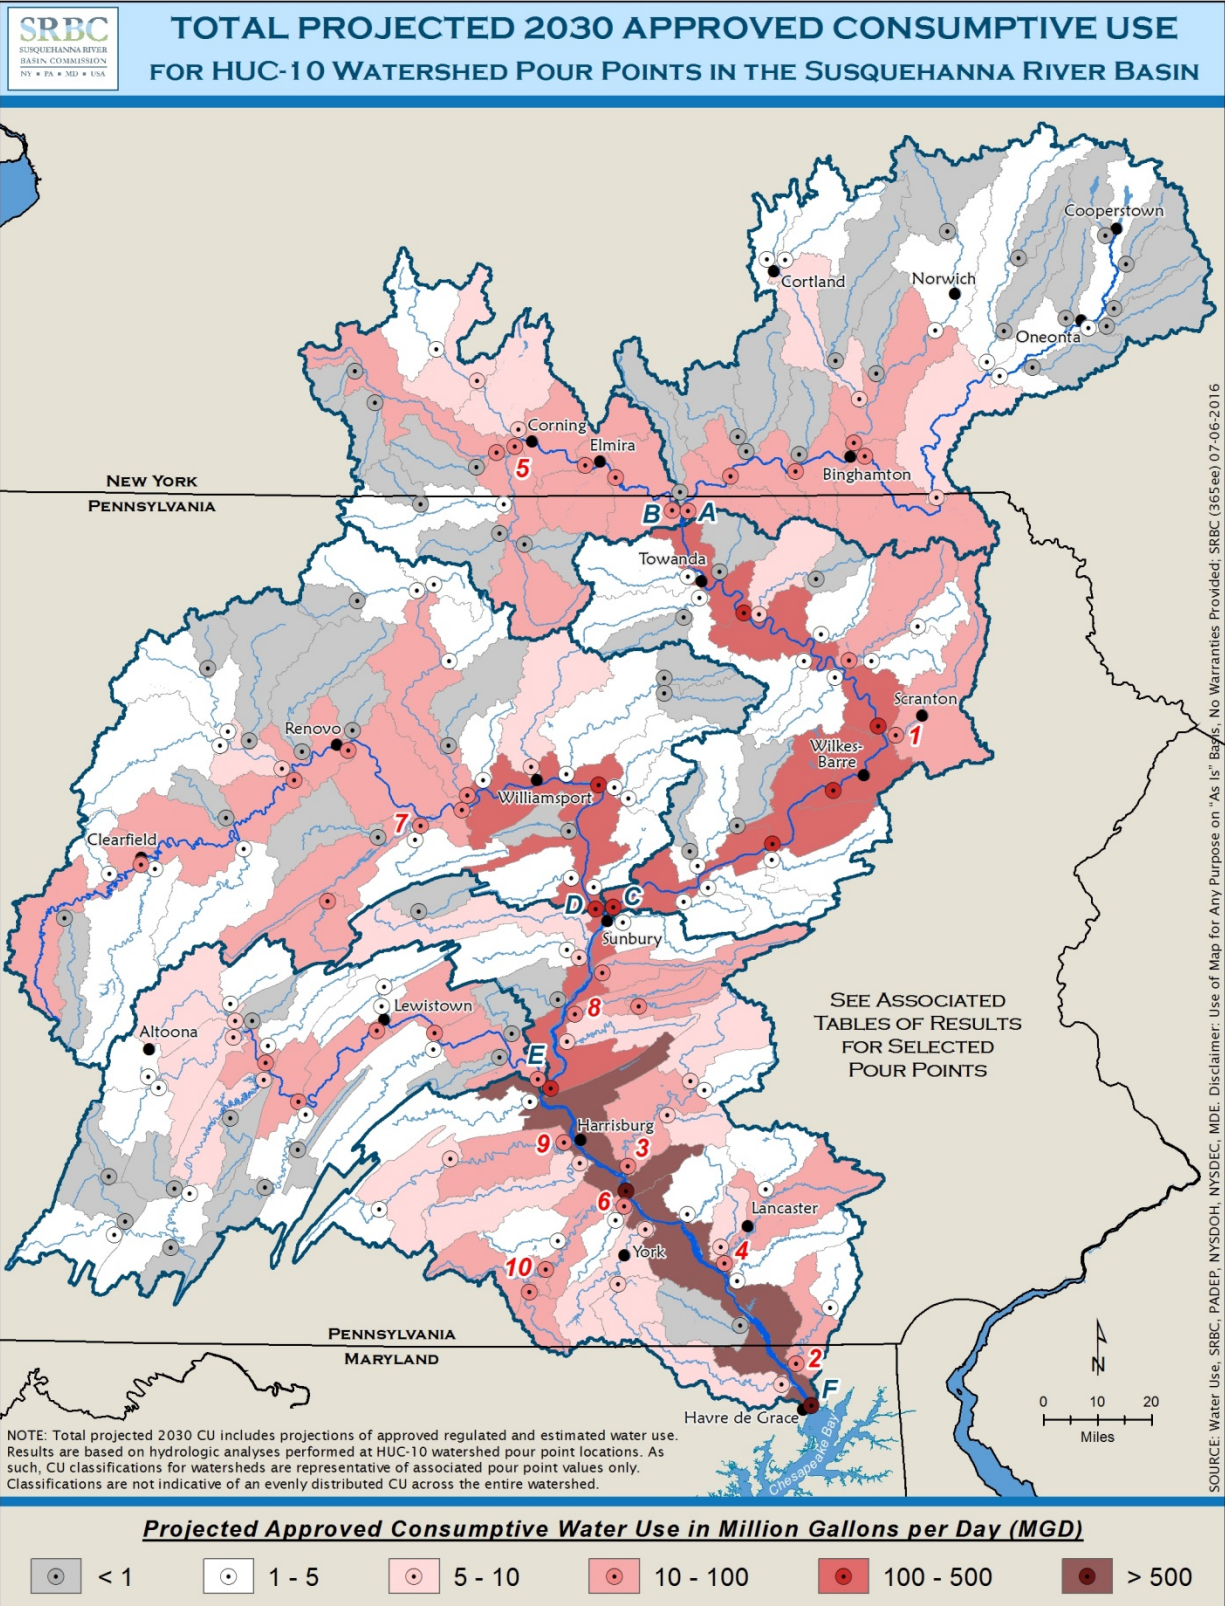 SRBC
SUSQUEHANNA RIVER
BASIN COMMISSION
NY • PA • MD • USA
TOTAL PROJECTED 2030 APPROVED CONSUMPTIVE USE
FOR HUC-10 WATERSHED POUR POINTS IN THE SUSQUEHANNA RIVER BASIN
Cooperstown
Cortland
Norwich
Oneonta
Corning
Elmira
5
Binghamton
NEW YORK
PENNSYLVANIA
B
A
Towanda
Scranton
1
Renovo
Wilkes-
Barre
Williamsport
7
Clearfield
D
C
Sunbury
8
Lewistown
Altoona
E
SEE ASSOCIATED
TABLES OF RESULTS
FOR SELECTED
POUR POINTS
Harrisburg
9
3
6
Lancaster
York
4
10
PENNSYLVANIA
MARYLAND
2
F
Havre de Grace
Chesapeake Bay
N
0 10 20
Miles
NOTE: Total projected 2030 CU includes projections of approved regulated and estimated water use.
Results are based on hydrologic analyses performed at HUC-10 watershed pour point locations. As
such, CU classifications for watersheds are representative of associated pour point values only.
Classifications are not indicative of an evenly distributed CU across the entire watershed.
SOURCE: Water Use, SRBC, PADEP, NYSDOH, NYSDEC, MDE. Disclaimer: Use of Map for Any Purpose on "As Is" Basis. No Warranties Provided; SRBC (365ee) 07-06-2016
Projected Approved Consumptive Water Use in Million Gallons per Day (MGD)
< 1
1 - 5
5 - 10
10 - 100
100 - 500
> 500